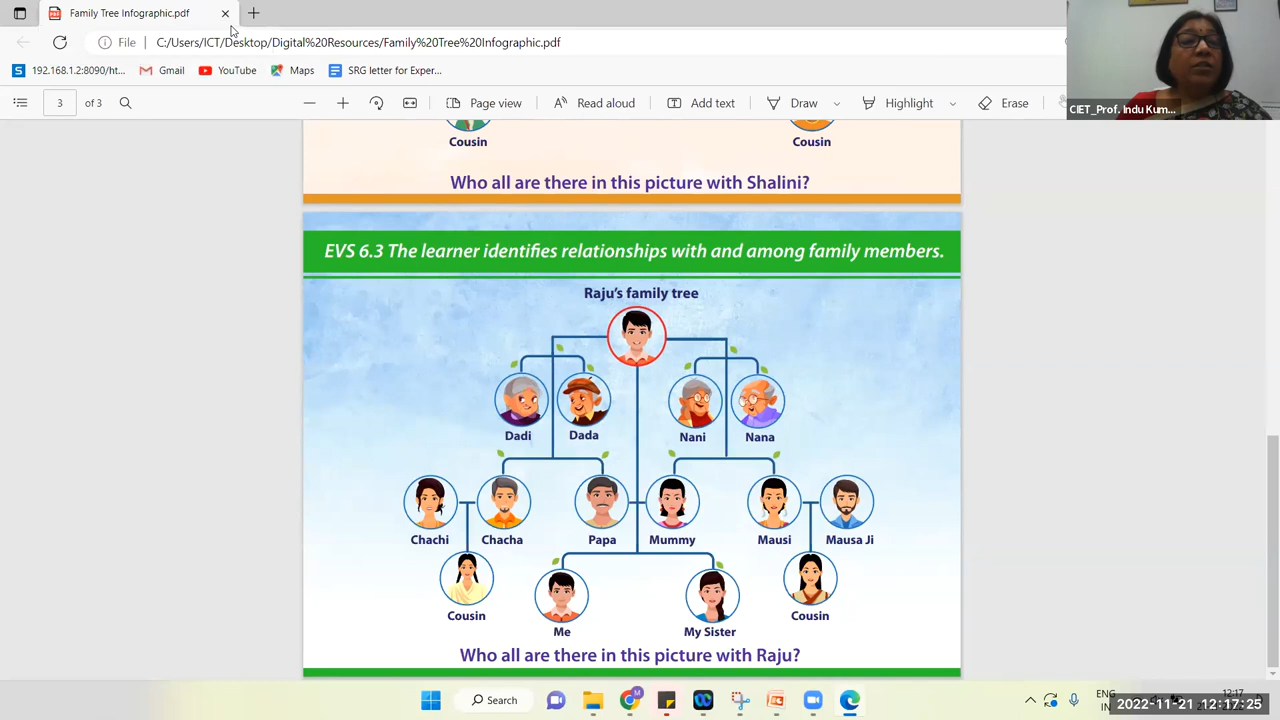 Family Tree Infographic.pdf
File | C:/Users/ICT/Desktop/Digital%20Resources/Family%20Tree%20Infographic.pdf
192.168.1.2:8090/ht... Gmail YouTube Maps SRG letter for Exper...
3 of 3 Page view Read aloud Add text Draw Highlight Erase
CIET_Prof. Indu Kum...
Cousin Cousin
Who all are there in this picture with Shalini?
EVS 6.3 The learner identifies relationships with and among family members.
Raju's family tree
Dadi Dada Nani Nana
Chachi Chacha Papa Mummy Mausi Mausa Ji
Cousin Me My Sister Cousin
Who all are there in this picture with Raju?
Search
ENG
IN
12:17
2022-11-21 12:17:25